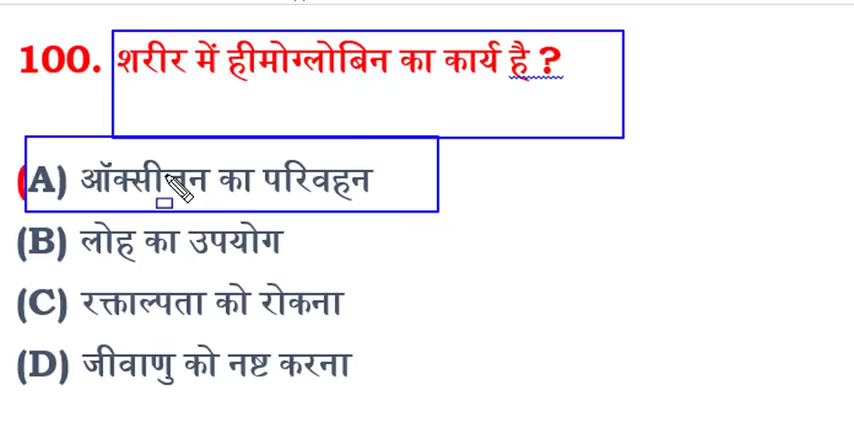 100. शरीर में हीमोग्लोबिन का कार्य है ?
(A) ऑक्सीजन का परिवहन
(B) लोह का उपयोग
(C) रक्ताल्पता को रोकना
(D) जीवाणु को नष्ट करना